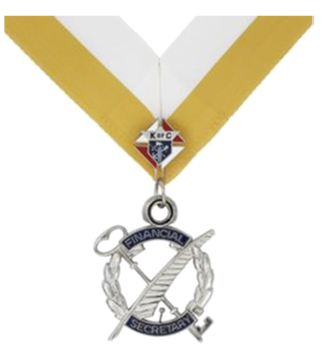 K OF C
FINANCIAL
SECRETARY